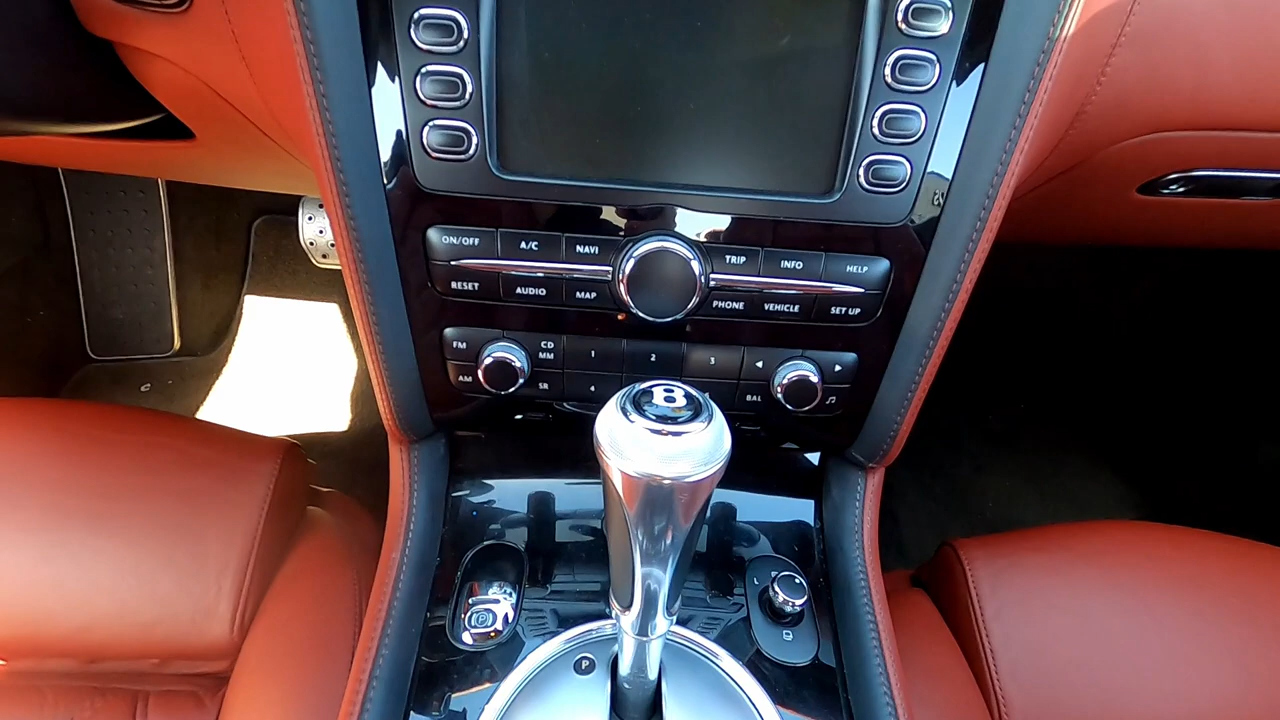 ON/OFF A/C NAVI TRIP INFO HELP
RESET AUDIO MAP PHONE VEHICLE SET UP
FM CD MM 1 2 3
AM SR 4 BAL
B
P
P
L